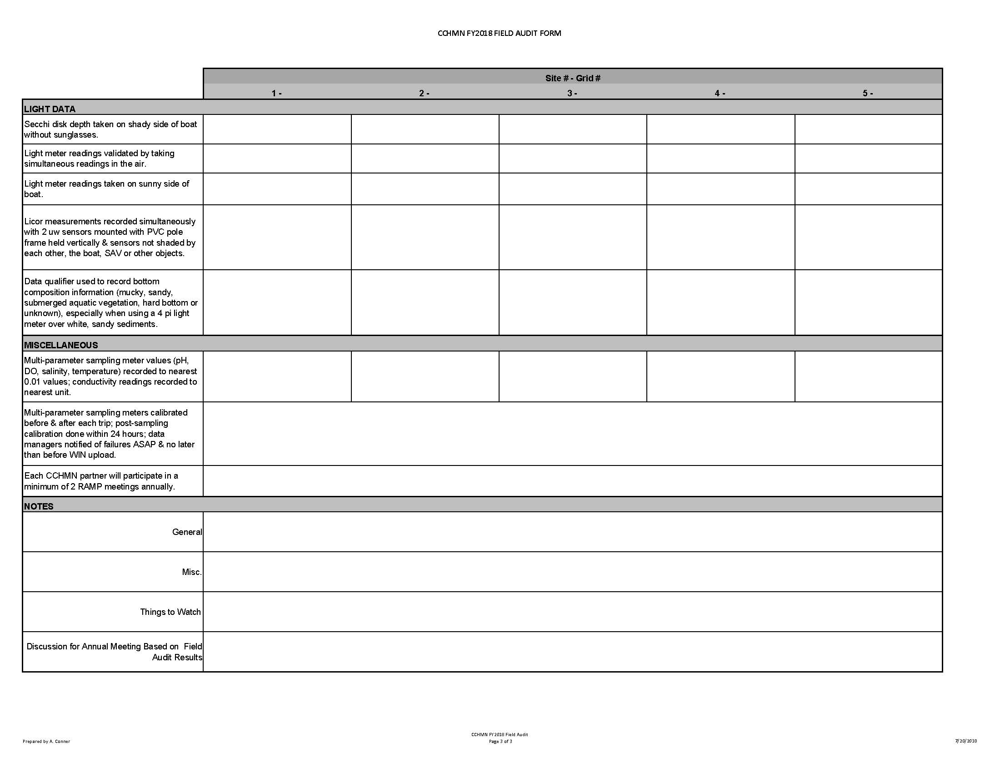 CCHMN FY2018 FIELD AUDIT FORM
Site # - Grid #
1 -
2 -
3 -
4 -
5 -
LIGHT DATA
Secchi disk depth taken on shady side of boat
without sunglasses.
Light meter readings validated by taking
simultaneous readings in the air.
Light meter readings taken on sunny side of
boat.
Licor measurements recorded simultaneously
with 2 uw sensors mounted with PVC pole
frame held vertically & sensors not shaded by
each other, the boat, SAV or other objects.
Data qualifier used to record bottom
composition information (mucky, sandy,
submerged aquatic vegetation, hard bottom or
unknown), especially when using a 4 pi light
meter over white, sandy sediments.
MISCELLANEOUS
Multi-parameter sampling meter values (pH,
DO, salinity, temperature) recorded to nearest
0.01 values; conductivity readings recorded to
nearest unit.
Multi-parameter sampling meters calibrated
before & after each trip; post-sampling
calibration done within 24 hours; data
managers notified of failures ASAP & no later
than before WIN upload.
Each CCHMN partner will participate in a
minimum of 2 RAMP meetings annually.
NOTES
General
Misc.
Things to Watch
Discussion for Annual Meeting Based on  Field
Audit Results
CCHMN FY2018 Field Audit
Prepared by A. Conner
Page 3 of 3
7/20/2018